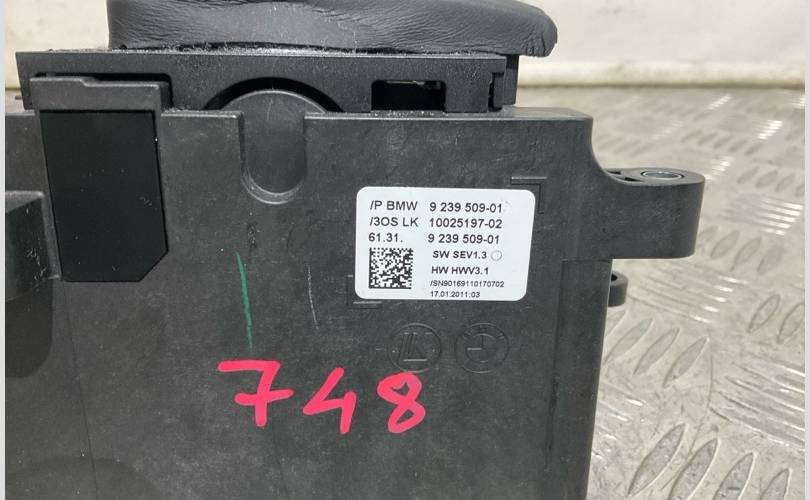 /P BMW 9 239 509-01
/3OS LK 10025197-02
61.31. 9 239 509-01
SW SEV1.3
HW HWV3.1
/SN90169110170702
17.01.2011:03
748